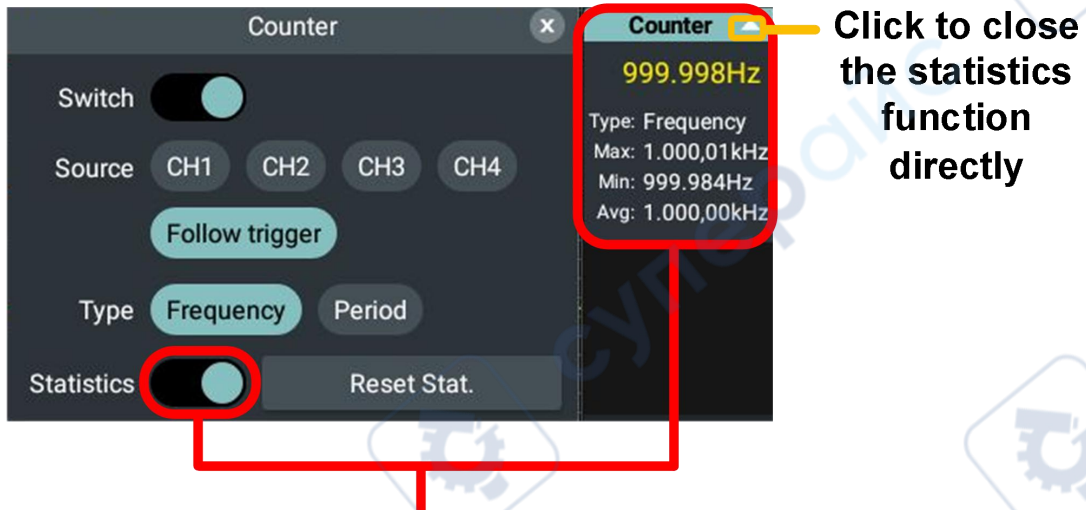 Counter
x
Switch
Source CH1 CH2 CH3 CH4
Follow trigger
Type Frequency Period
Statistics Reset Stat.
Counter
999.998Hz
Type: Frequency
Max: 1.000,01kHz
Min: 999.984Hz
Avg: 1.000,00kHz
Click to close
the statistics
function
directly
суперайс